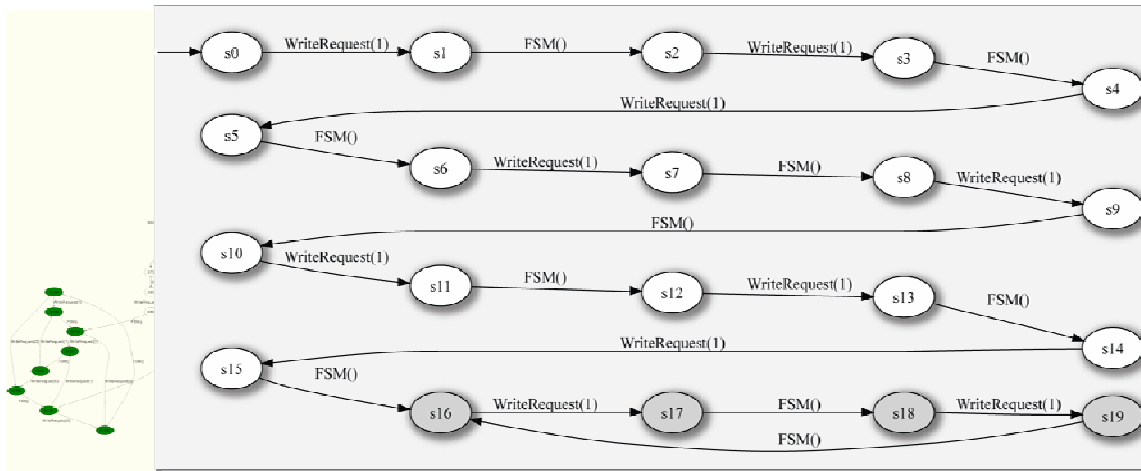 s0 WriteRequest(1) s1 FSM() s2 WriteRequest(1) s3 FSM() s4
WriteRequest(1)
s5 FSM() s6 WriteRequest(1) s7 FSM() s8 WriteRequest(1) s9
FSM()
s10 WriteRequest(1) s11 FSM() s12 WriteRequest(1) s13 FSM() s14
WriteRequest(1)
s15 FSM() s16 WriteRequest(1) s17 FSM() s18 WriteRequest(1) s19
FSM()